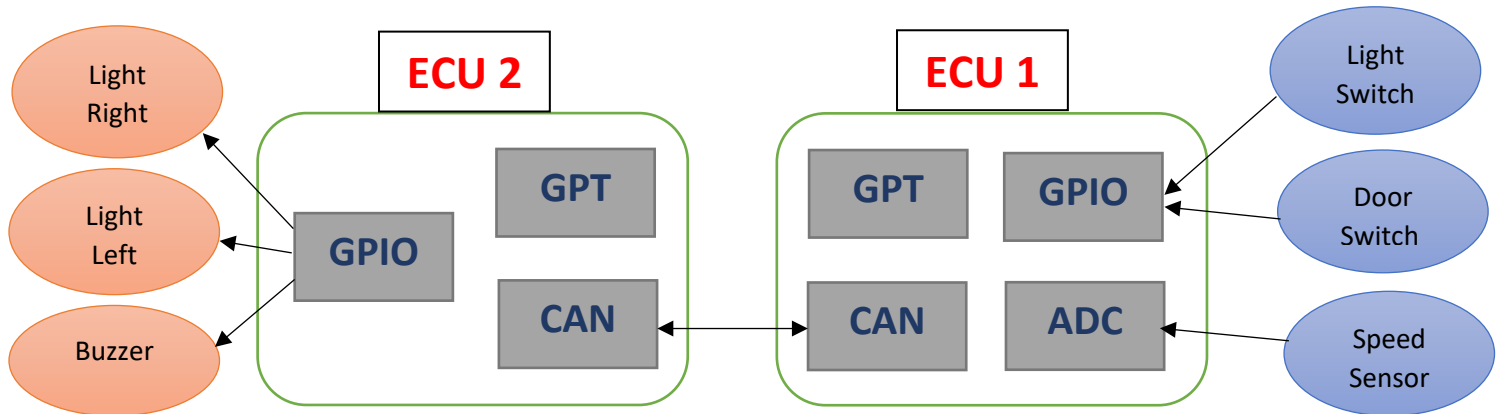 Light
Right
Light
Left
Buzzer
ECU 2
GPT
GPIO
CAN
ECU 1
GPT
GPIO
CAN
ADC
Light
Switch
Door
Switch
Speed
Sensor